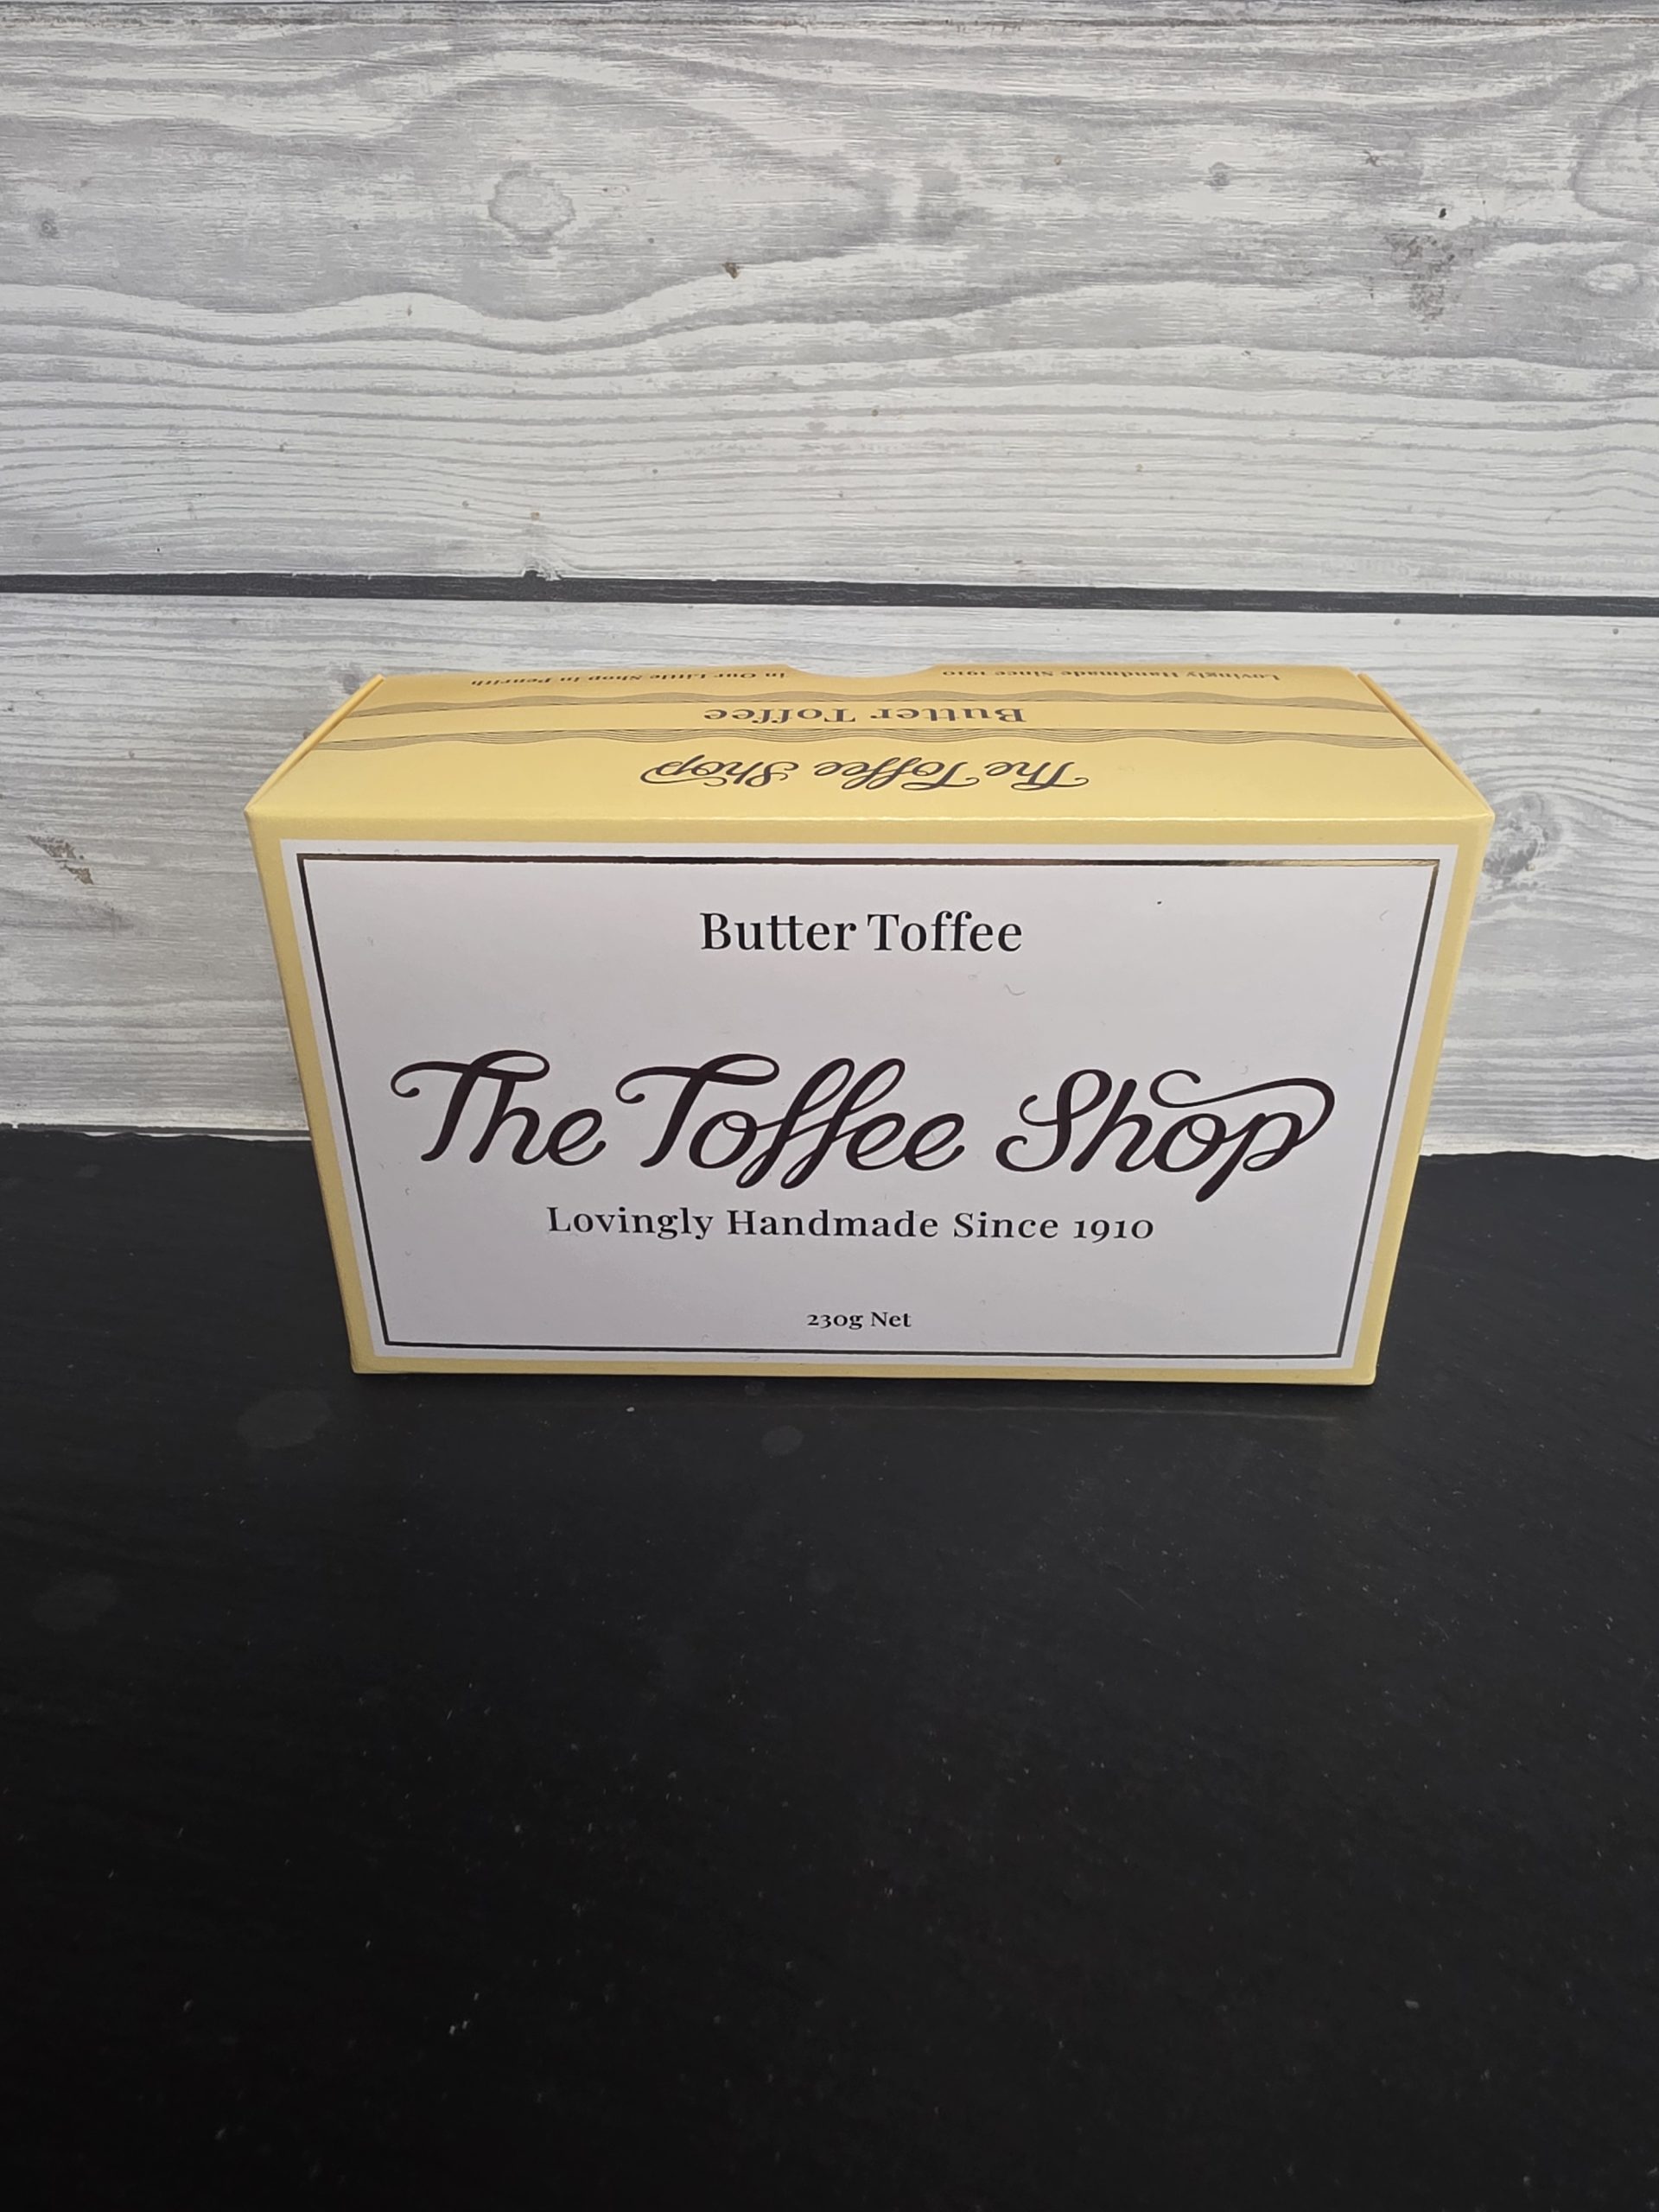 Lovingly Handmade Since 1910
in Our Little Shop in Penrith
Butter Toffee
The Toffee Shop
Butter Toffee
The Toffee Shop
Lovingly Handmade Since 1910
230g Net